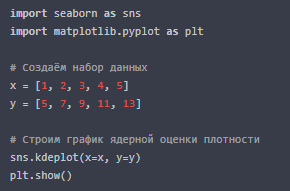 import seaborn as sns
import matplotlib.pyplot as plt
# Создаём набор данных
x = [1, 2, 3, 4, 5]
y = [5, 7, 9, 11, 13]
# Строим график ядерной оценки плотности
sns.kdeplot(x=x, y=y)
plt.show()